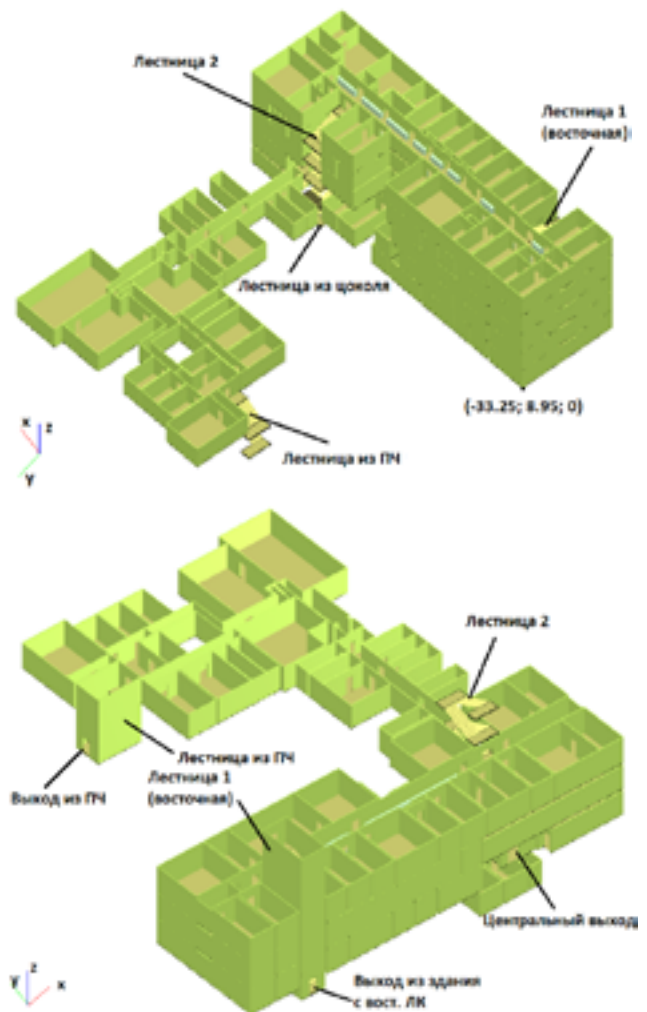 Лестница 2
Лестница 1
(восточная)
Лестница из цоколя
(-33.25; 8.95; 0)
Лестница из ПЧ
x
z
y
Лестница 2
Лестница из ПЧ
Лестница 1
(восточная)
Выход из ПЧ
Центральный выход
Выход из здания
с вост. ЛК
y
z
x